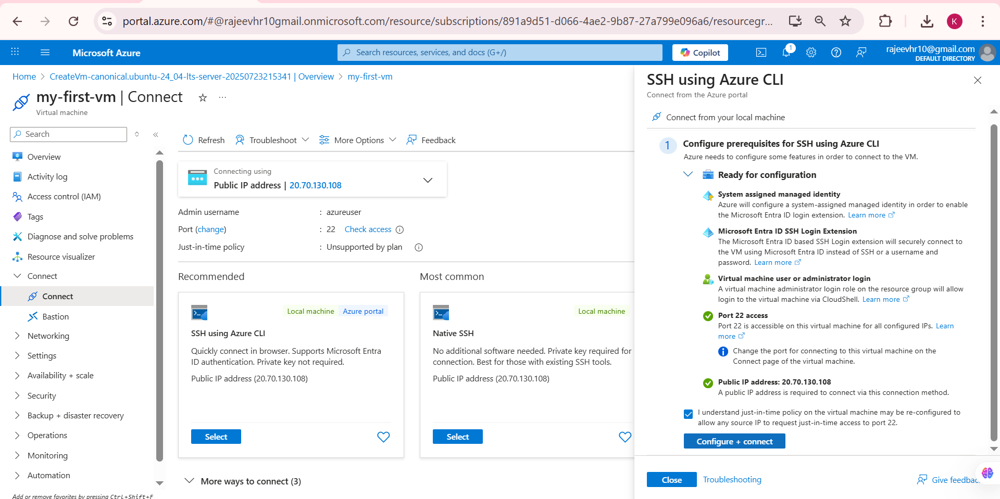 portal.azure.com/#@rajeevhr10gmail.onmicrosoft.com/resource/subscriptions/891a9d51-d066-4ae2-9b87-27a799e096a6/resourcegr...
K
Microsoft Azure
Search resources, services, and docs (G+/)
Copilot
1
rajeevhr10@gmail.com
DEFAULT DIRECTORY
Home > CreateVm-canonical.ubuntu-24_04-lts-server-20250723215341 | Overview > my-first-vm
my-first-vm | Connect
Virtual machine
Search
Overview
Activity log
Access control (IAM)
Tags
Diagnose and solve problems
Resource visualizer
Connect
Connect
Bastion
Networking
Settings
Availability + scale
Security
Backup + disaster recovery
Operations
Monitoring
Automation
Add or remove favorites by pressing Ctrl+Shift+F
Refresh
Troubleshoot
More Options
Feedback
Connecting using
Public IP address | 20.70.130.108
Admin username : azureuser
Port (change) : 22 Check access
Just-in-time policy : Unsupported by plan
Recommended
Local machine
Azure portal
SSH using Azure CLI
Quickly connect in browser. Supports Microsoft Entra
ID authentication. Private key not required.
Public IP address (20.70.130.108)
Select
Most common
Local machine
Native SSH
No additional software needed. Private key required for
connection. Best for those with existing SSH tools.
Public IP address (20.70.130.108)
Select
More ways to connect (3)
SSH using Azure CLI
Connect from the Azure portal
Connect from your local machine
1
Configure prerequisites for SSH using Azure CLI
Azure needs to configure some features in order to connect to the VM.
Ready for configuration
System assigned managed identity
Azure will configure a system-assigned managed identity in order to enable
the Microsoft Entra ID login extension. Learn more
Microsoft Entra ID SSH Login Extension
The Microsoft Entra ID based SSH Login extension will securely connect to
the VM using Microsoft Entra ID instead of SSH or a username and
password. Learn more
Virtual machine user or administrator login
A virtual machine administrator login role on the resource group will allow
login to the virtual machine via CloudShell. Learn more
Port 22 access
Port 22 is accessible on this virtual machine for all configured IPs. Learn
more
Change the port for connecting to this virtual machine on the
Connect page of the virtual machine.
Public IP address: 20.70.130.108
A public IP address is required to connect via this connection method.
I understand just-in-time policy on the virtual machine may be re-configured to
allow any source IP to request just-in-time access to port 22.
Configure + connect
Close
Troubleshooting
Give feedbac